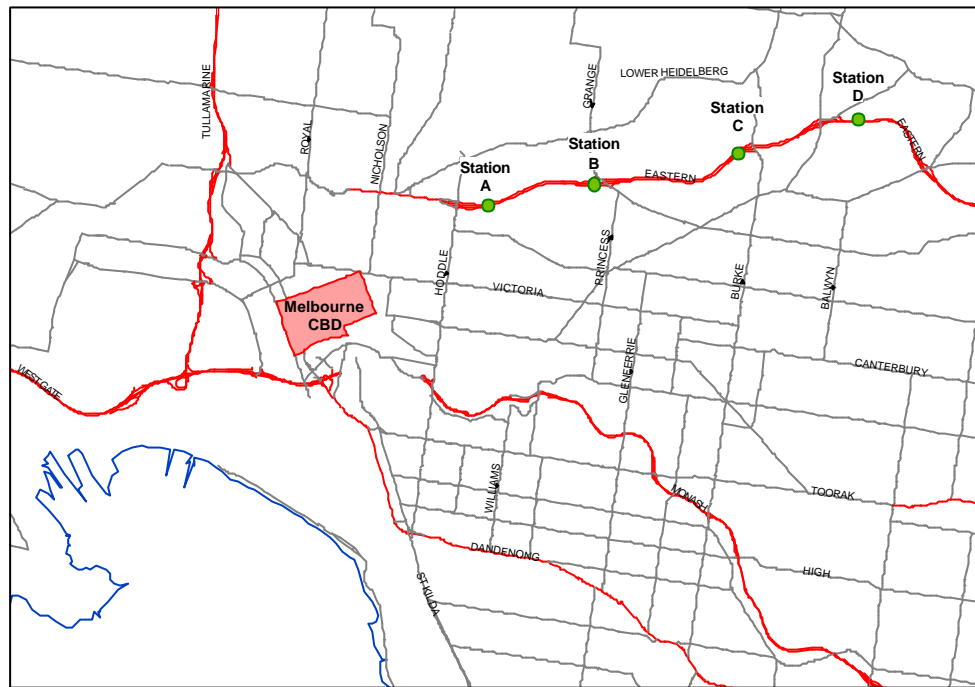 LOWER HEIDELBERG
Station
D
TULLAMARINE
GRANGE
Station
C
ROYAL
NICHOLSON
Station
B
EASTERN
Station
A
EASTERN
PRINCESS
HODDLE
VICTORIA
BURKE
BALWYN
Melbourne
CBD
CANTERBURY
WESTGATE
GLENFERRIE
WILLIAMS
MONASH
TOORAK
DANDENONG
HIGH
ST KILDA